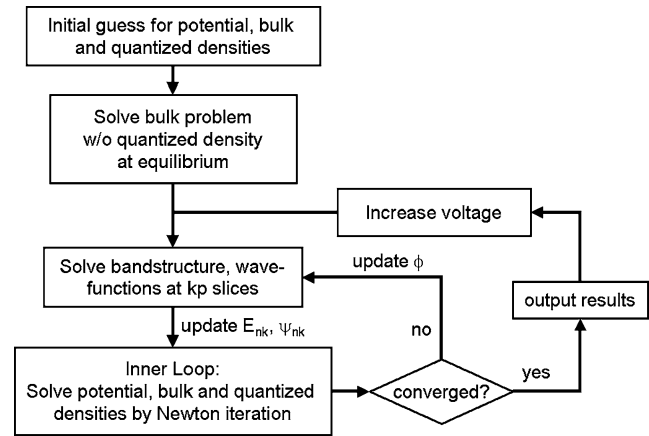 Initial guess for potential, bulk
and quantized densities
Solve bulk problem
w/o quantized density
at equilibrium
Increase voltage
Solve bandstructure, wave-
functions at kp slices
update ϕ
output results
update Eₙₖ, Ψₙₖ
no
Inner Loop:
Solve potential, bulk and quantized
densities by Newton iteration
converged?
yes